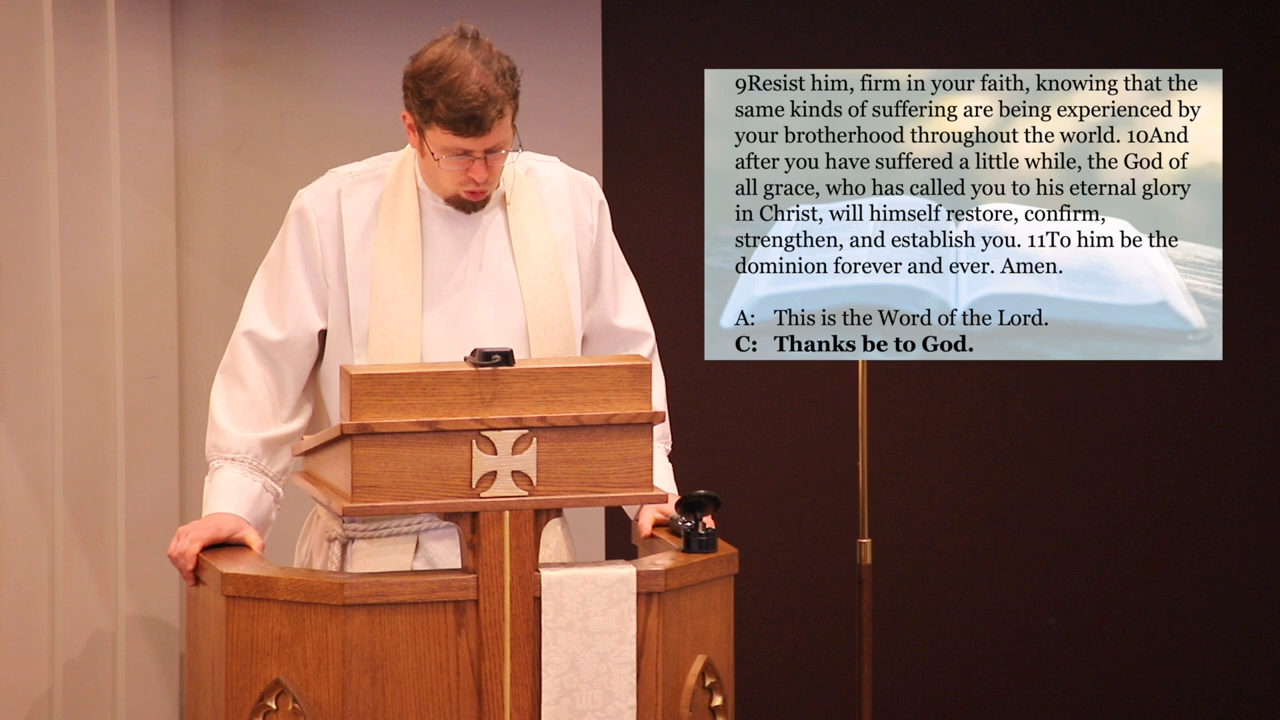 9Resist him, firm in your faith, knowing that the
same kinds of suffering are being experienced by
your brotherhood throughout the world. 10And
after you have suffered a little while, the God of
all grace, who has called you to his eternal glory
in Christ, will himself restore, confirm,
strengthen, and establish you. 11To him be the
dominion forever and ever. Amen.
A: This is the Word of the Lord.
C: Thanks be to God.